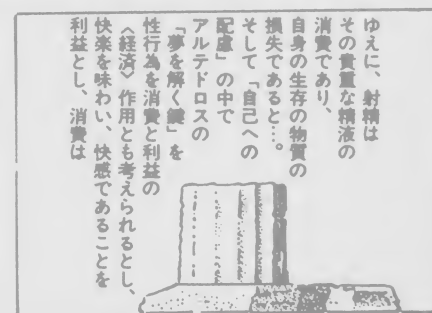 ゆえに、射精は
その貴重な精液の
消費であり、
自身の生存の物質の
損失であると…。
そして「自己への
配慮」の中で
アルテドロスの
「夢を解く鍵」を
性行為を消費と利益の
〈経済〉作用とも考えられるとし、
快楽を味わい、快感であることを
利益とし、消費は